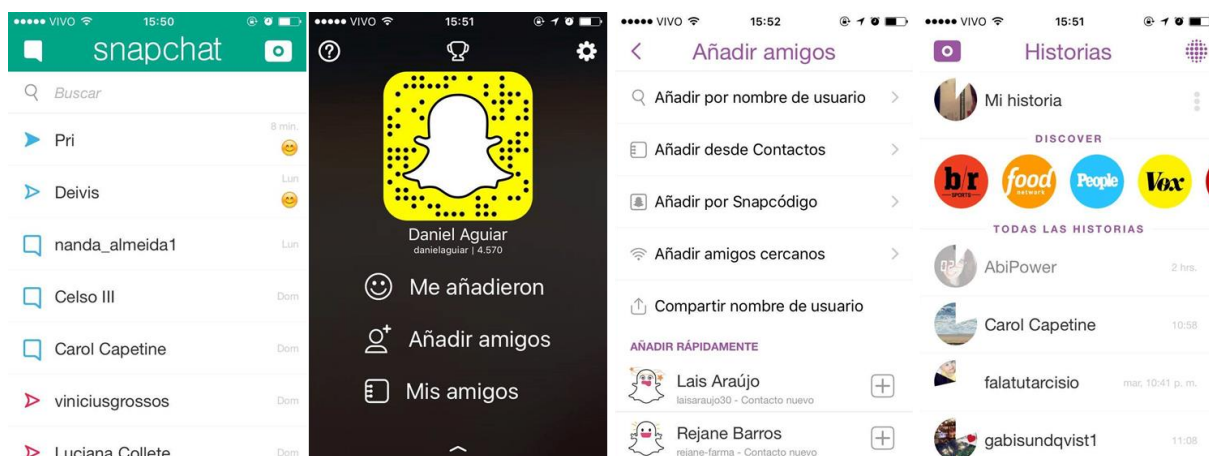 VIVO 15:50
snapchat
Buscar
Pri 8 min.
Deivis Lun
nanda_almeida1 Lun
Celso III Dom
Carol Capetine Dom
viniciusgrossos Dom
Luciana Collete Dom
VIVO 15:51
Daniel Aguiar
danielaguiar | 4.570
Me añadieron
Añadir amigos
Mis amigos
VIVO 15:52
Añadir amigos
Añadir por nombre de usuario
Añadir desde Contactos
Añadir por Snapcódigo
Añadir amigos cercanos
Compartir nombre de usuario
AÑADIR RÁPIDAMENTE
Lais Araújo
laisaraujo30 - Contacto nuevo
Rejane Barros
rejane-farma - Contacto nuevo
VIVO 15:51
Historias
Mi historia
DISCOVER
b/r SPORTS food network People Vox
TODAS LAS HISTORIAS
AbiPower 2 hrs.
Carol Capetine 10:58
falatutarcisio mar, 10:41 p. m.
gabisundqvist1 11:08